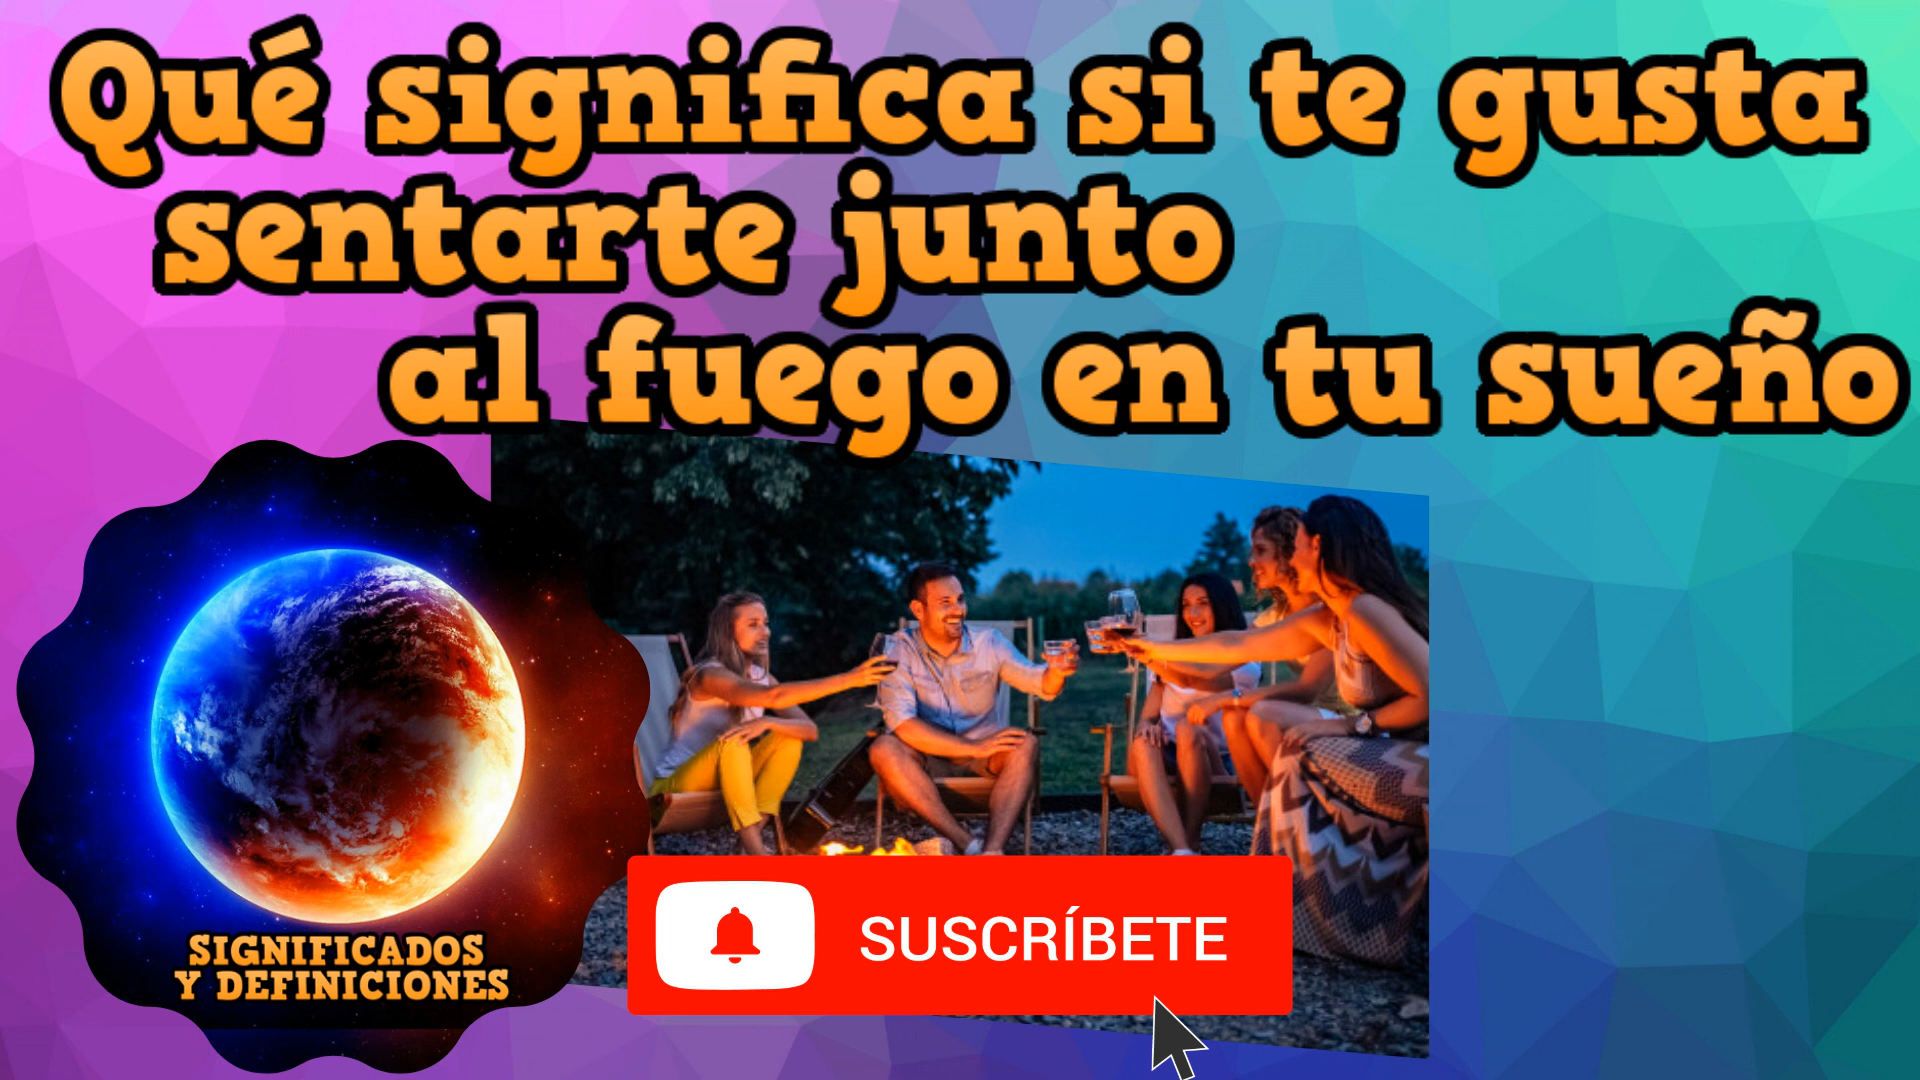 Qué significa si te gusta
sentarte junto
al fuego en tu sueño
SIGNIFICADOS
Y DEFINICIONES
SUSCRÍBETE